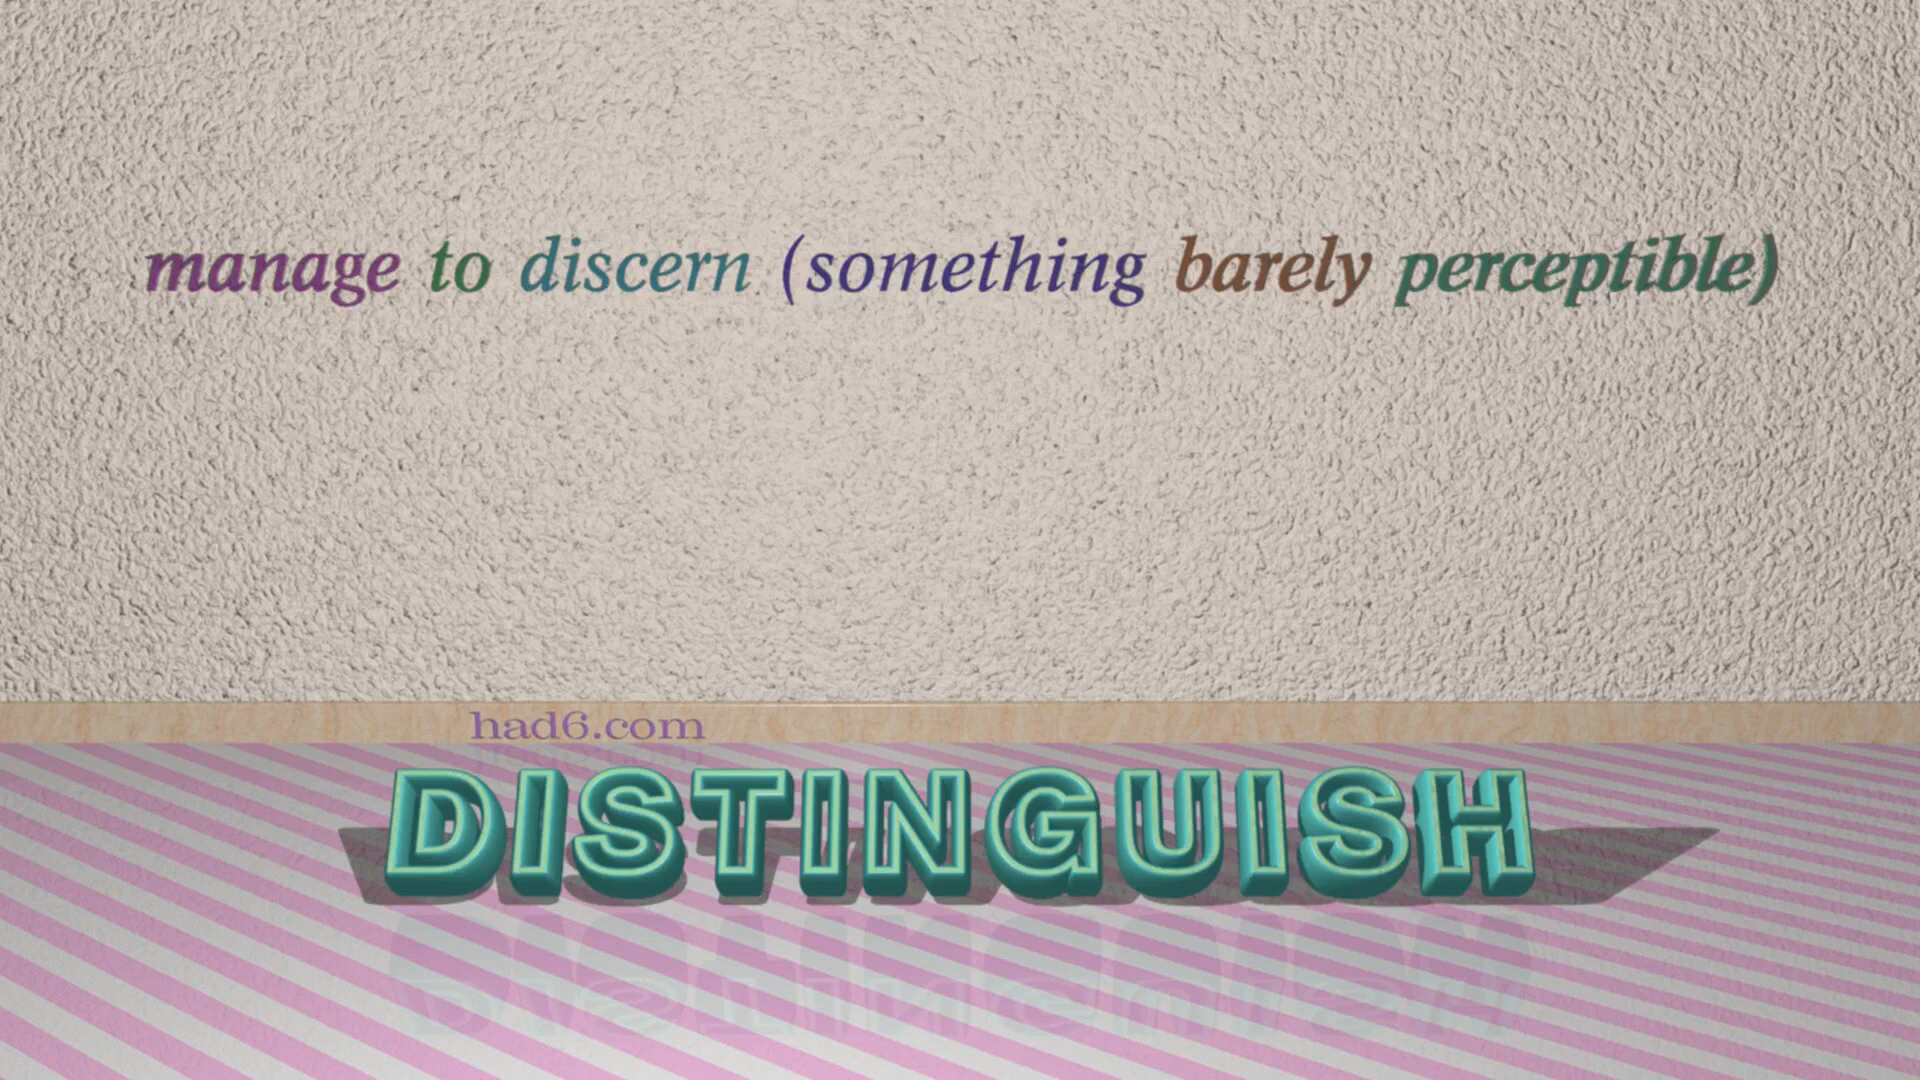 manage to discern (something barely perceptible)
had6.com
DISTINGUISH